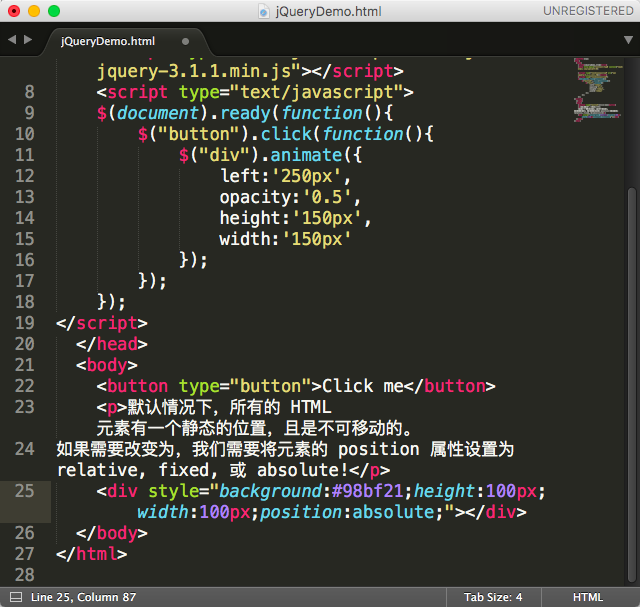 jQueryDemo.html
UNREGISTERED
jQueryDemo.html
jquery-3.1.1.min.js"></script>
8 <script type="text/javascript">
9 $(document).ready(function(){
10 $("button").click(function(){
11 $("div").animate({
12 left:'250px',
13 opacity:'0.5',
14 height:'150px',
15 width:'150px'
16 });
17 });
18 });
19 </script>
20 </head>
21 <body>
22 <button type="button">Click me</button>
23 <p>默认情况下，所有的 HTML
元素有一个静态的位置，且是不可移动的。
24 如果需要改变为，我们需要将元素的 position 属性设置为
relative, fixed, 或 absolute!</p>
25 <div style="background:#98bf21;height:100px;
width:100px;position:absolute;"></div>
26 </body>
27 </html>
28
Line 25, Column 87
Tab Size: 4
HTML